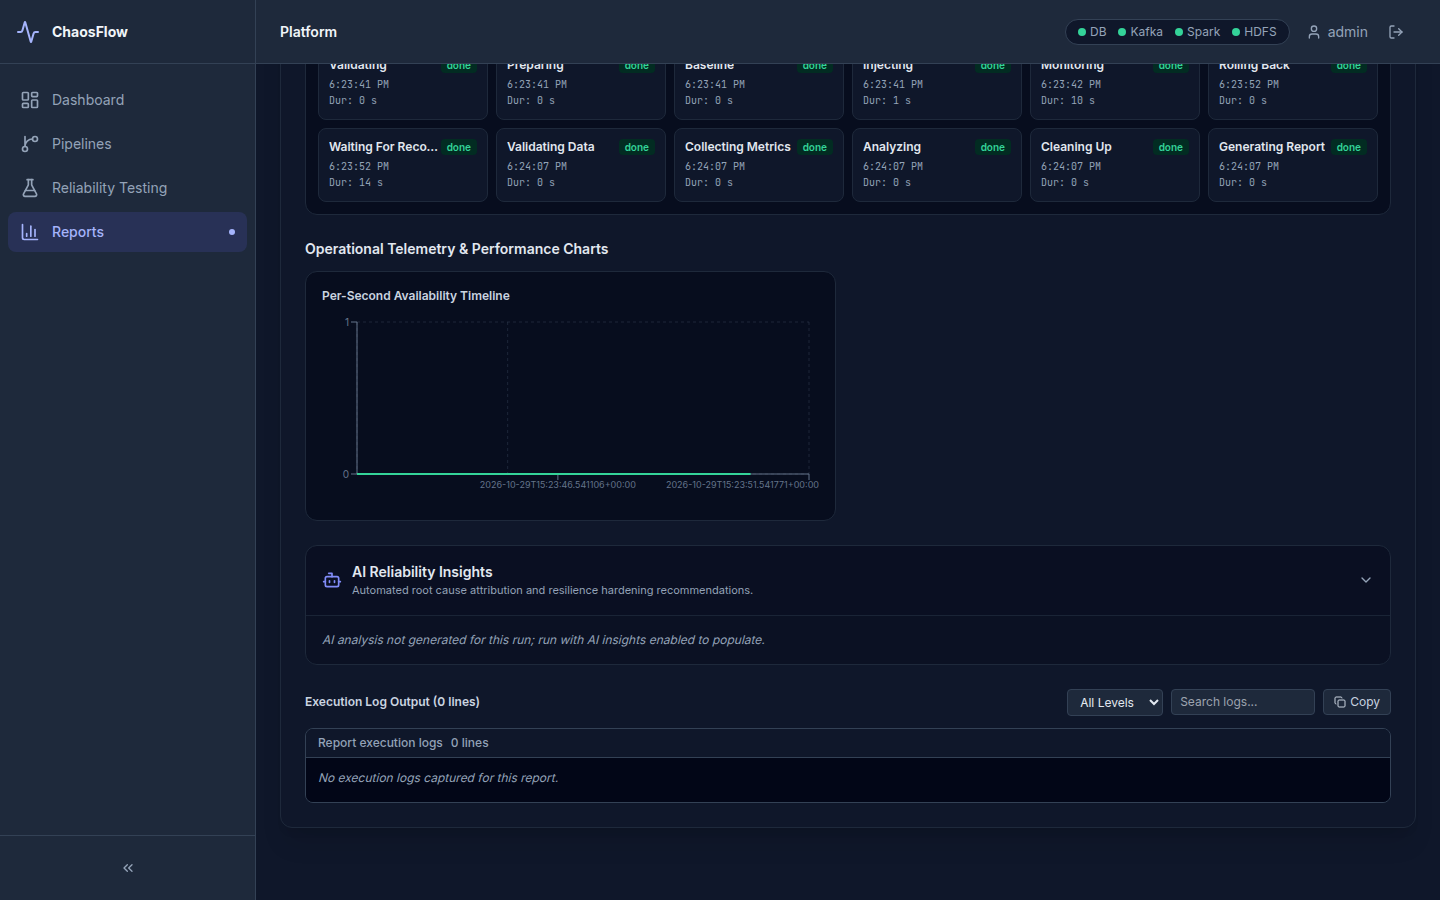 ChaosFlow
Platform
DB Kafka Spark HDFS
admin
Dashboard
Pipelines
Reliability Testing
Reports
Validating done Preparing done Baseline done Injecting done Monitoring done Rolling Back done
6:23:41 PM 6:23:41 PM 6:23:41 PM 6:23:41 PM 6:23:42 PM 6:23:52 PM
Dur: 0 s Dur: 0 s Dur: 0 s Dur: 1 s Dur: 10 s Dur: 0 s
Waiting For Reco... done Validating Data done Collecting Metrics done Analyzing done Cleaning Up done Generating Report done
6:23:52 PM 6:24:07 PM 6:24:07 PM 6:24:07 PM 6:24:07 PM 6:24:07 PM
Dur: 14 s Dur: 0 s Dur: 0 s Dur: 0 s Dur: 0 s Dur: 0 s
Operational Telemetry & Performance Charts
Per-Second Availability Timeline
1
0
2026-10-29T15:23:46.541106+00:00 2026-10-29T15:23:51.541771+00:00
AI Reliability Insights
Automated root cause attribution and resilience hardening recommendations.
AI analysis not generated for this run; run with AI insights enabled to populate.
Execution Log Output (0 lines)
All Levels Search logs... Copy
Report execution logs 0 lines
No execution logs captured for this report.